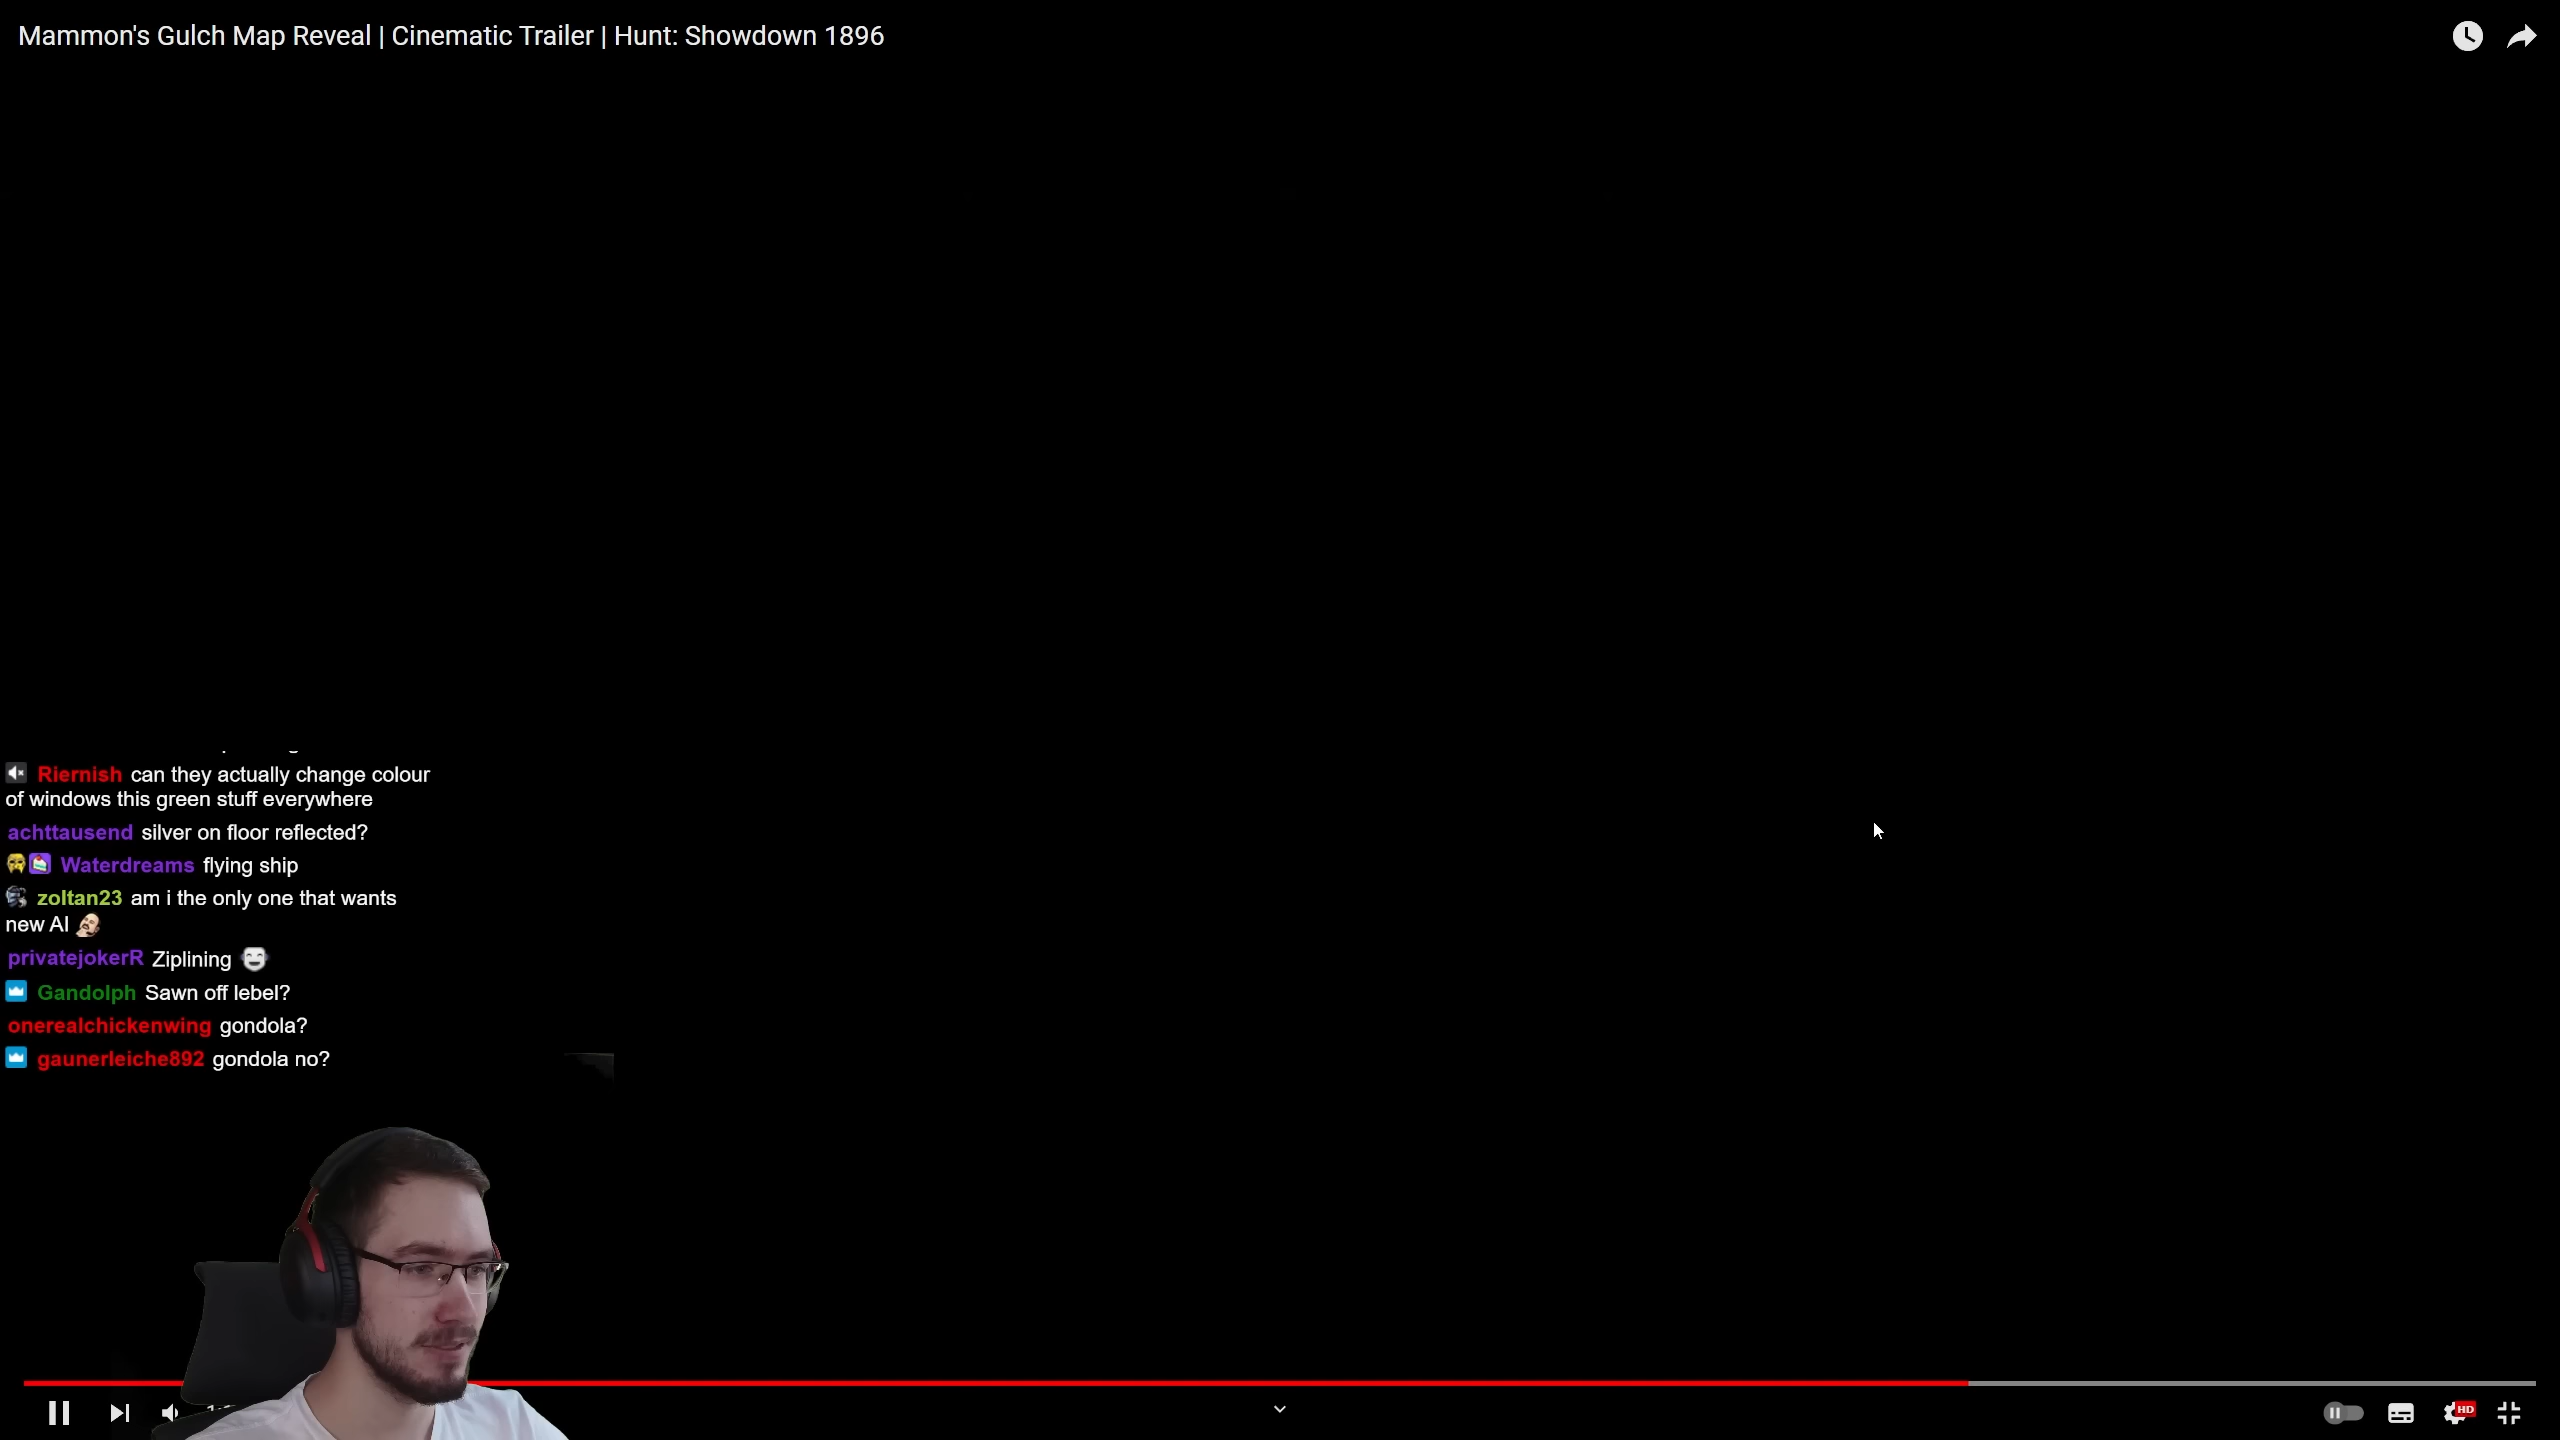 Mammon's Gulch Map Reveal | Cinematic Trailer | Hunt: Showdown 1896
Riernish can they actually change colour
of windows this green stuff everywhere
achttausend silver on floor reflected?
Waterdreams flying ship
zoltan23 am i the only one that wants
new AI
privatejokerR Ziplining
Gandolph Sawn off lebel?
onerealchickenwing gondola?
gaunerleiche892 gondola no?
HD